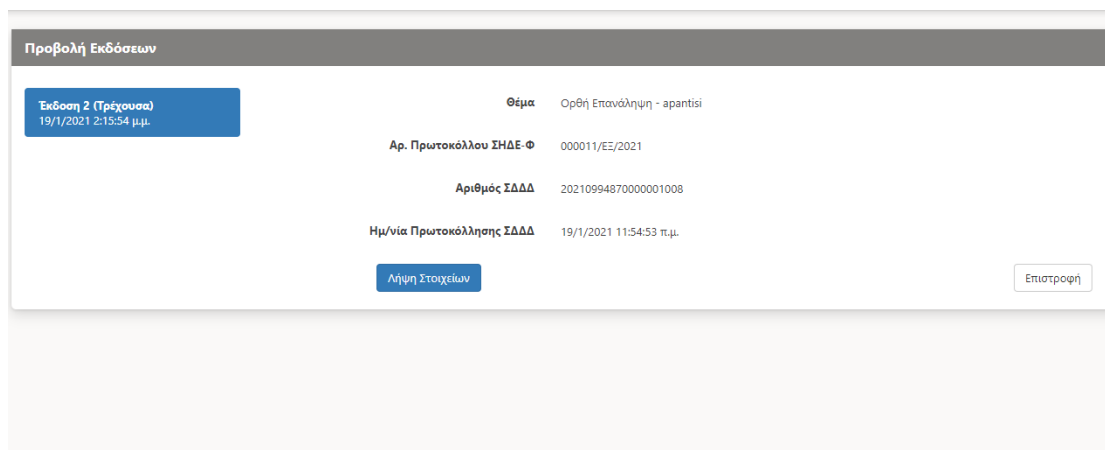 Προβολή Εκδόσεων
Έκδοση 2 (Τρέχουσα)
19/1/2021 2:15:54 μ.μ.
Θέμα Ορθή Επανάληψη - apantisi
Αρ. Πρωτοκόλλου ΣΗΔΕ-Φ 000011/ΕΞ/2021
Αριθμός ΣΔΔΔ 20210994870000001008
Ημ/νία Πρωτοκόλλησης ΣΔΔΔ 19/1/2021 11:54:53 π.μ.
Λήψη Στοιχείων Επιστροφή